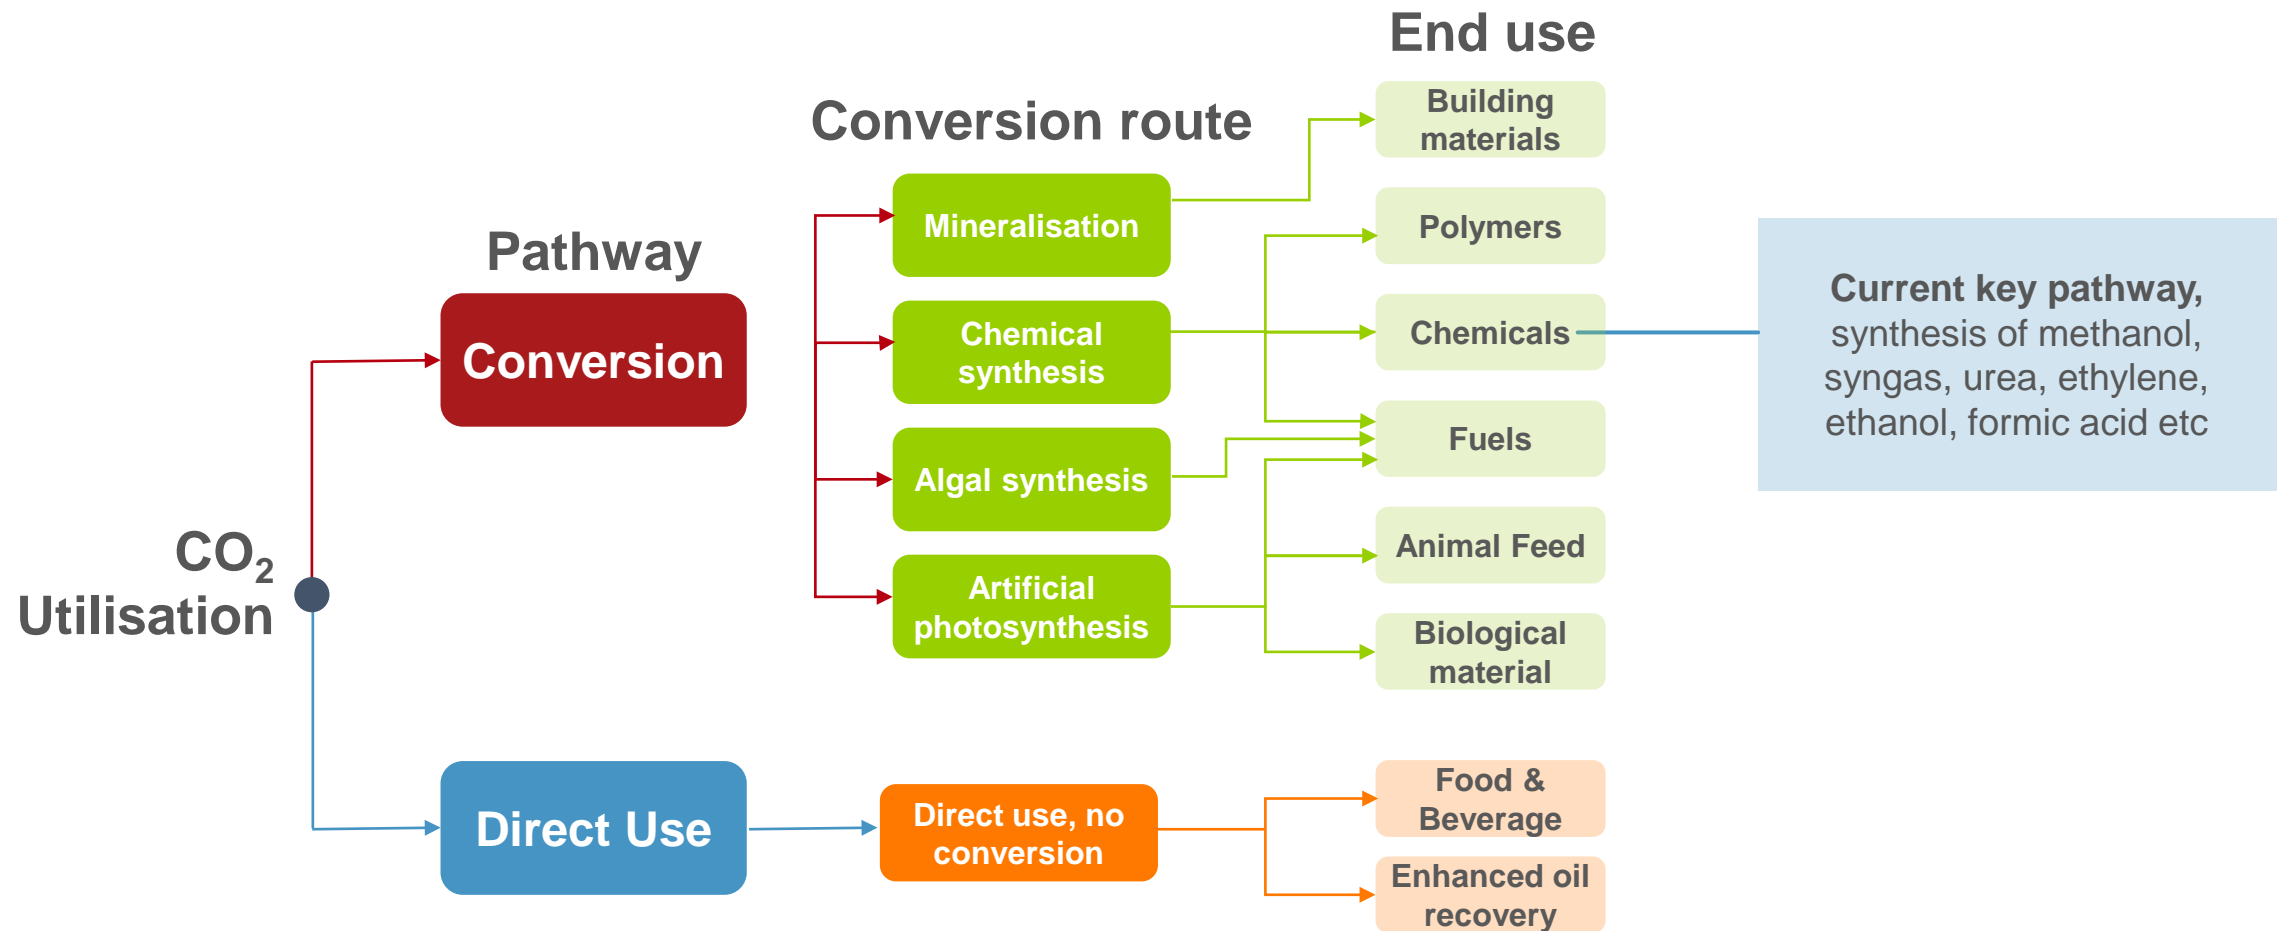 End use
Conversion route
Pathway
CO₂
Utilisation
Conversion
Direct Use
Mineralisation
Chemical
synthesis
Algal synthesis
Artificial
photosynthesis
Direct use, no
conversion
Building
materials
Polymers
Chemicals
Fuels
Animal Feed
Biological
material
Food &
Beverage
Enhanced oil
recovery
Current key pathway,
synthesis of methanol,
syngas, urea, ethylene,
ethanol, formic acid etc